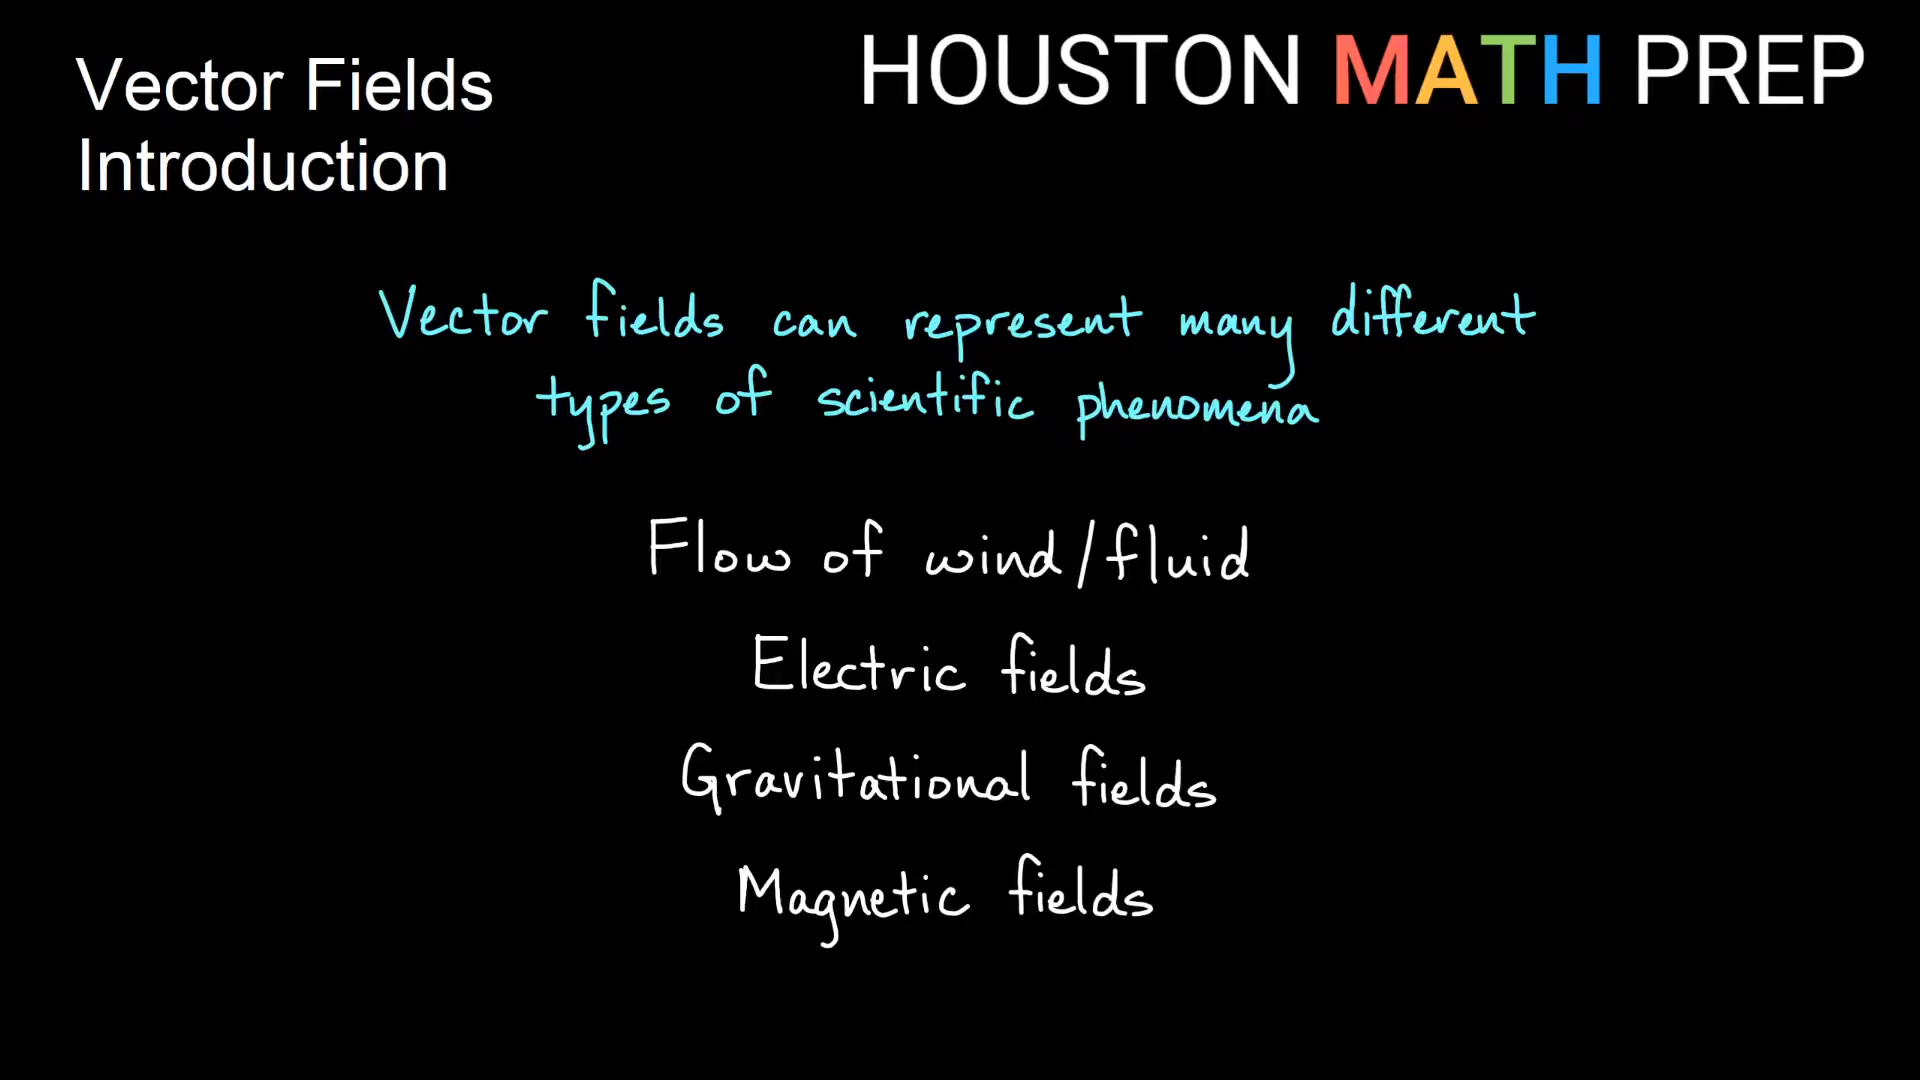 Vector Fields
Introduction
HOUSTON MATH PREP
Vector fields can represent many different
types of scientific phenomena
Flow of wind/fluid
Electric fields
Gravitational fields
Magnetic fields